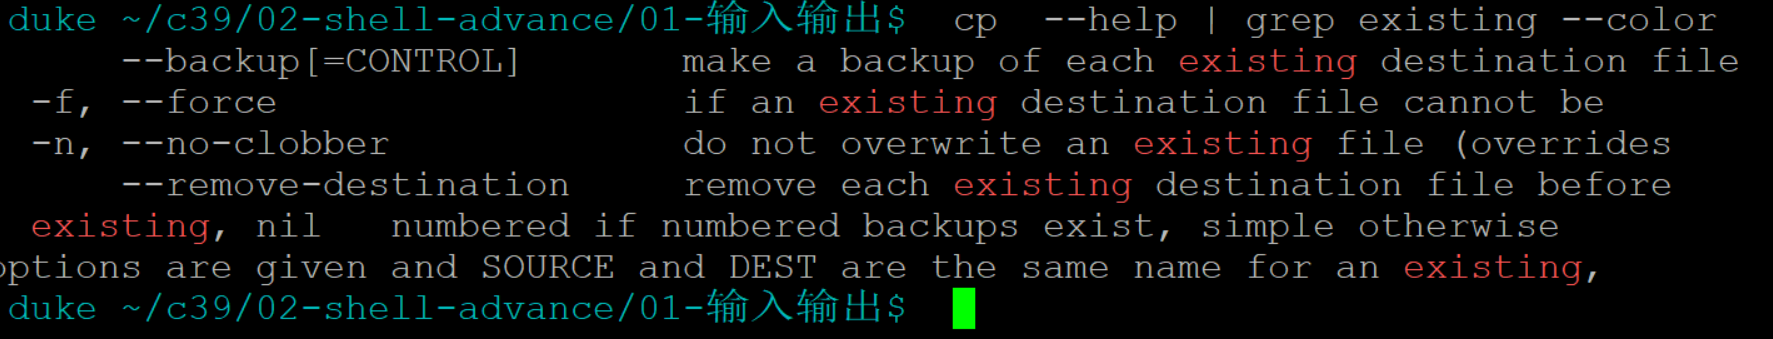 duke ~/c39/02-shell-advance/01-输入输出$  cp  --help | grep existing --color
     --backup[=CONTROL]       make a backup of each existing destination file
 -f, --force                  if an existing destination file cannot be
 -n, --no-clobber             do not overwrite an existing file (overrides
     --remove-destination     remove each existing destination file before
 existing, nil   numbered if numbered backups exist, simple otherwise
options are given and SOURCE and DEST are the same name for an existing,
duke ~/c39/02-shell-advance/01-输入输出$